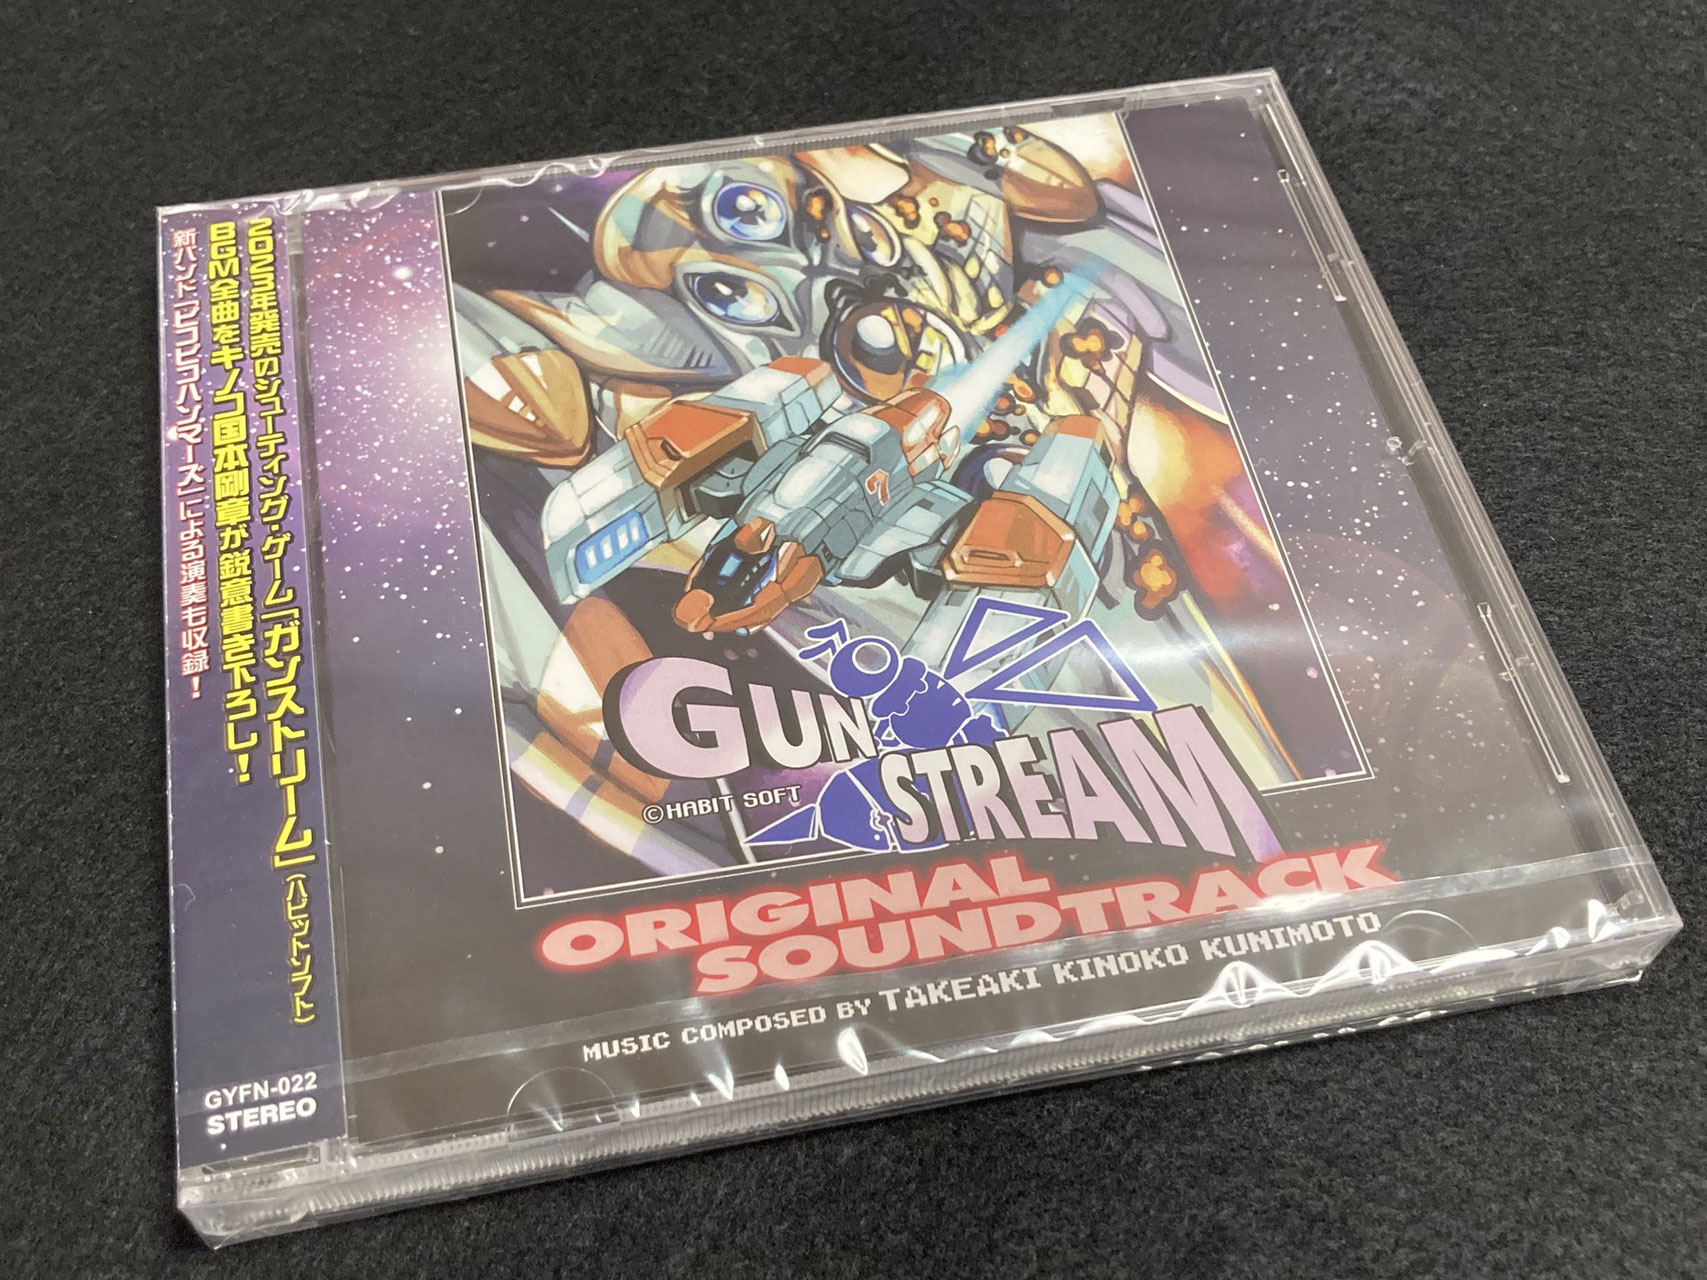 2023年発売のシューティング・ゲーム「ガンストリーム」(ハビットソフト)
BGM全曲をキノコ国本剛章が鋭意書き下ろし!
新バンド「ピコピコハンマーズ」による演奏も収録!
GYFN-022
STEREO
GUN
STREAM
©HABIT SOFT
ORIGINAL
SOUNDTRACK
MUSIC COMPOSED BY TAKEAKI KINOKO KUNIMOTO